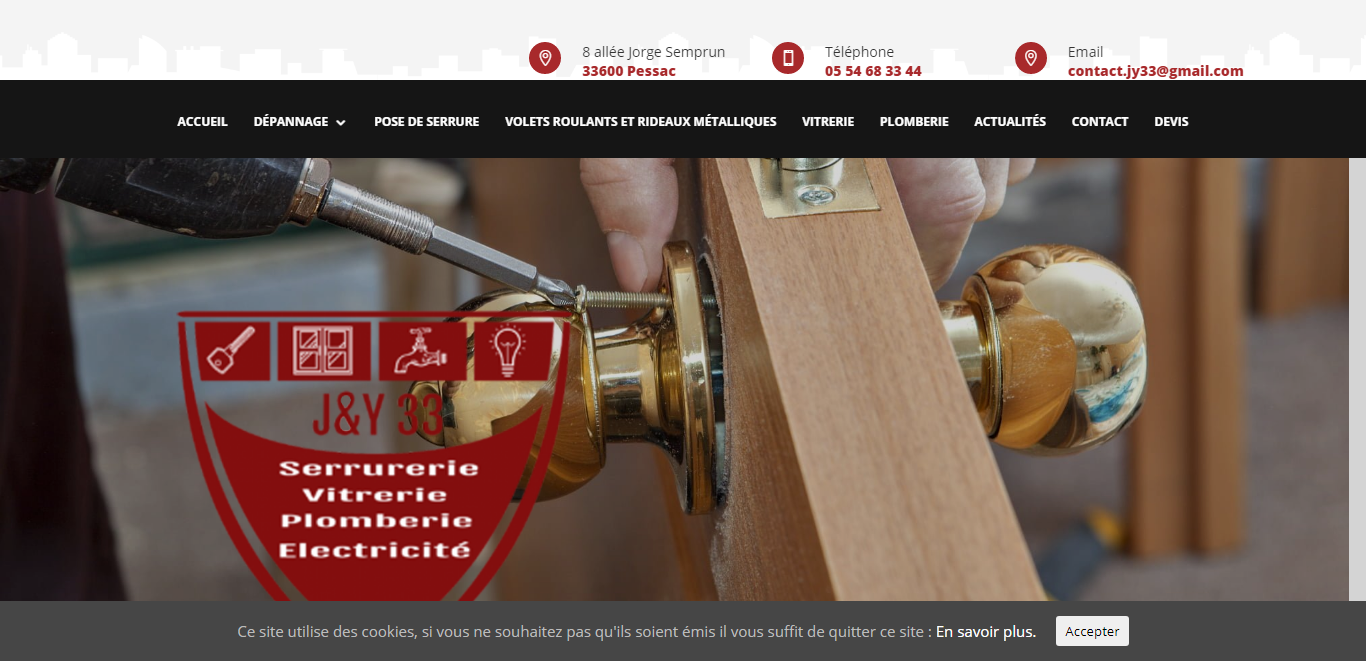 8 allée Jorge Semprun
33600 Pessac
Téléphone
05 54 68 33 44
Email
contact.jy33@gmail.com
ACCUEIL DÉPANNAGE POSE DE SERRURE VOLETS ROULANTS ET RIDEAUX MÉTALLIQUES VITRERIE PLOMBERIE ACTUALITÉS CONTACT DEVIS
J&Y 33
Serrurerie
Vitrerie
Plomberie
Electricité
Ce site utilise des cookies, si vous ne souhaitez pas qu'ils soient émis il vous suffit de quitter ce site : En savoir plus. Accepter